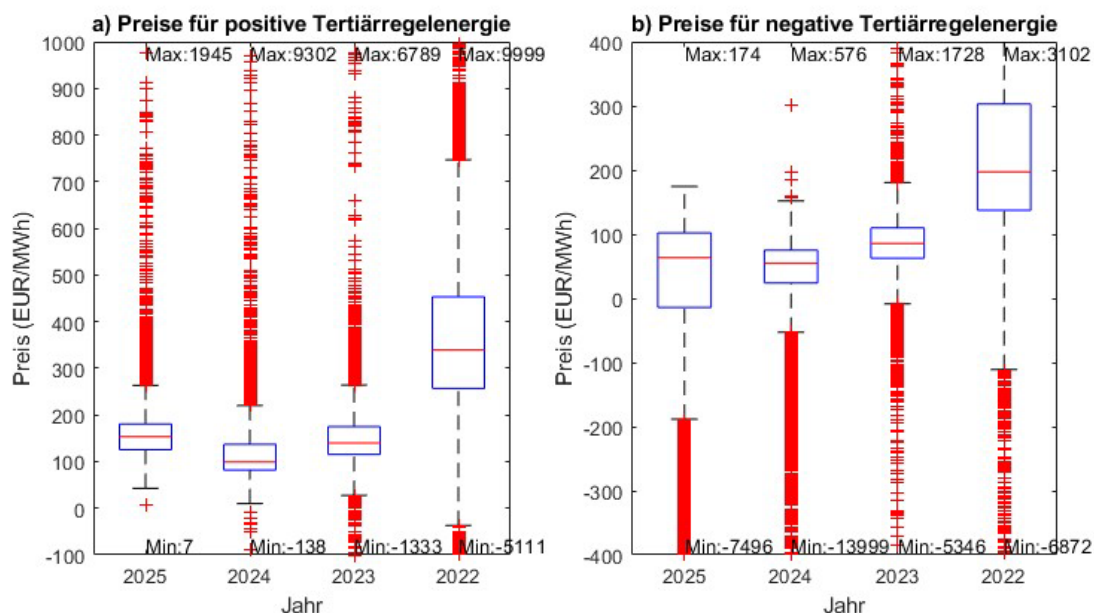 a) Preise für positive Tertiärregelenergie
Max:1945 Max:9302 Max:6789 Max:9999
1000
900
800
700
600
500
400
300
200
100
0
-100
Preis (EUR/MWh)
Min:7 Min:-138 Min:-1333 Min:-5111
2025 2024 2023 2022
Jahr
b) Preise für negative Tertiärregelenergie
Max:174 Max:576 Max:1728 Max:3102
400
300
200
100
0
-100
-200
-300
-400
Preis (EUR/MWh)
Min:-7496 Min:-13999 Min:-5346 Min:-6872
2025 2024 2023 2022
Jahr